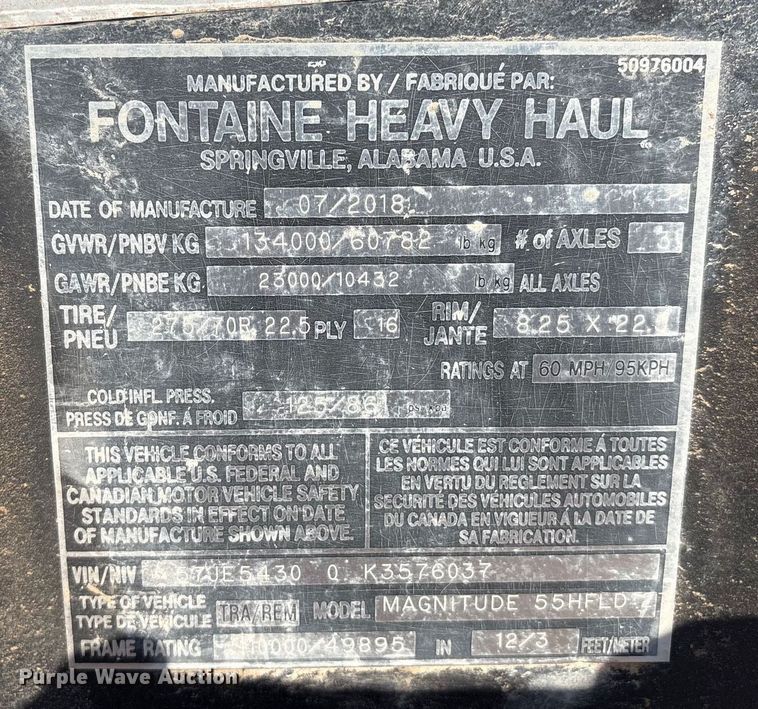 50976004
MANUFACTURED BY / FABRIQUÉ PAR:
FONTAINE HEAVY HAUL
SPRINGVILLE, ALABAMA U.S.A.
DATE OF MANUFACTURE 07/2018
GVWR/PNBV KG 134000/60782 lb kg # of AXLES 3
GAWR/PNBE KG 23000/10432 lb kg ALL AXLES
TIRE/ PNEU 275/70R 22.5 PLY 16 RIM/ JANTE 8.25 X 22.5
RATINGS AT 60 MPH/95KPH
COLD INFL. PRESS.
PRESS DE GONF. À FROID 125/86
THIS VEHICLE CONFORMS TO ALL
APPLICABLE U.S. FEDERAL AND
CANADIAN MOTOR VEHICLE SAFETY
STANDARDS IN EFFECT ON DATE
OF MANUFACTURE SHOWN ABOVE.
CE VÉHICULE EST CONFORME À TOUTES
LES NORMES QUI LUI SONT APPLICABLES
EN VERTU DU REGLEMENT SUR LA
SECURITÉ DES VÉHICULES AUTOMOBILES
DU CANADA EN VIGUEUR À LA DATE DE
SA FABRICATION.
VIN/NIV 57JE5430 0 K3576037
TYPE OF VEHICLE
TYPE DE VEHICULE TRA/REM MODEL MAGNITUDE 55HFLD
FRAME RATING 110000/49895 IN 12/3 FEET/METER
Purple Wave Auction